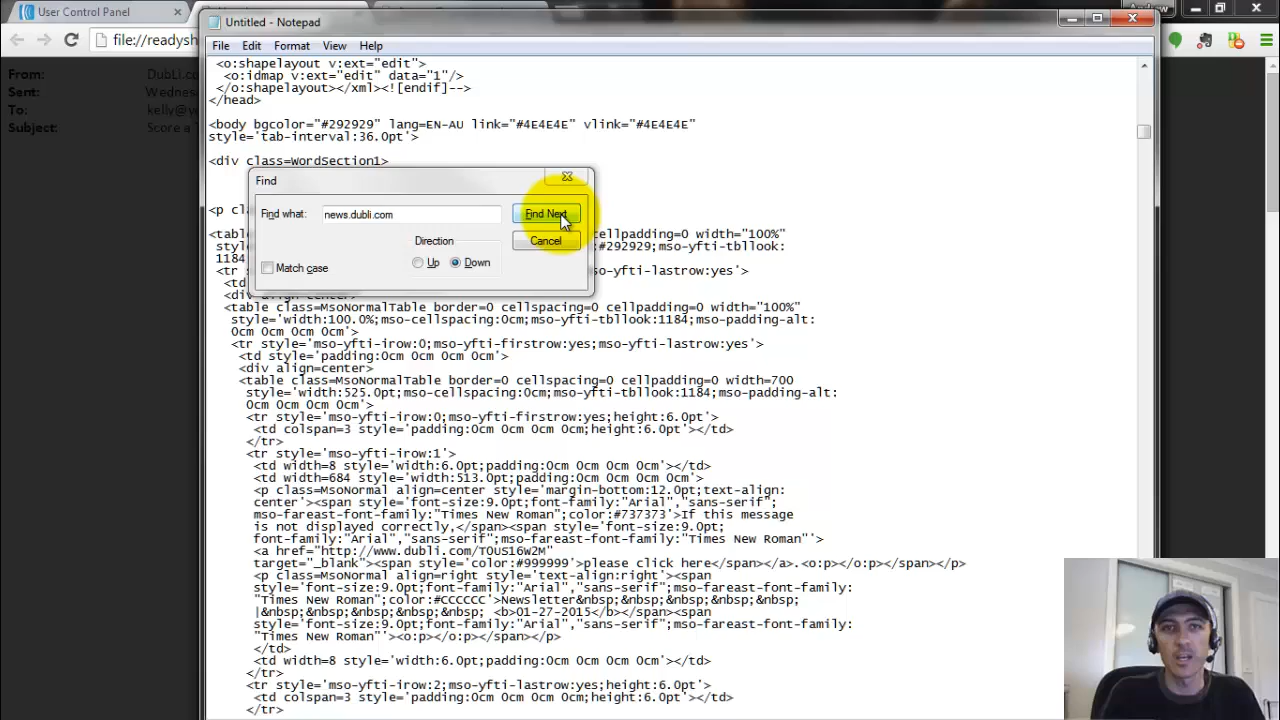 User Control Panel
Untitled - Notepad
file://readysh
File Edit Format View Help
From: DubLi.co
Sent: Wednes
To: kelly@y
Subject: Score a
<o:shapelayout v:ext="edit">
<o:idmap v:ext="edit" data="1"/>
</o:shapelayout></xml><![endif]-->
</head>
<body bgcolor="#292929" lang=EN-AU link="#4E4E4E" vlink="#4E4E4E"
style='tab-interval:36.0pt'>
<div class=WordSection1>
Find
Find what: news.dubli.com Find Next
Direction Cancel
Match case Up Down
<p cl
<table cellpadding=0 width="100%"
style :#292929;mso-yfti-tbllook:
1184
<tr st so-yfti-lastrow:yes'>
<td
<div align=center>
<table class=MsoNormalTable border=0 cellspacing=0 cellpadding=0 width="100%"
style='width:100.0%;mso-cellspacing:0cm;mso-yfti-tbllook:1184;mso-padding-alt:
0cm 0cm 0cm 0cm'>
<tr style='mso-yfti-irow:0;mso-yfti-firstrow:yes;mso-yfti-lastrow:yes'>
<td style='padding:0cm 0cm 0cm 0cm'>
<div align=center>
<table class=MsoNormalTable border=0 cellspacing=0 cellpadding=0 width=700
style='width:525.0pt;mso-cellspacing:0cm;mso-yfti-tbllook:1184;mso-padding-alt:
0cm 0cm 0cm 0cm'>
<tr style='mso-yfti-irow:0;mso-yfti-firstrow:yes;height:6.0pt'>
<td colspan=3 style='padding:0cm 0cm 0cm 0cm;height:6.0pt'></td>
</tr>
<tr style='mso-yfti-irow:1'>
<td width=8 style='width:6.0pt;padding:0cm 0cm 0cm 0cm'></td>
<td width=684 style='width:513.0pt;padding:0cm 0cm 0cm 0cm'>
<p class=MsoNormal align=center style='margin-bottom:12.0pt;text-align:
center'><span style='font-size:9.0pt;font-family:"Arial","sans-serif";
mso-fareast-font-family:"Times New Roman";color:#737373'>If this message
is not displayed correctly,</span><span style='font-size:9.0pt;
font-family:"Arial","sans-serif";mso-fareast-font-family:"Times New Roman"'>
<a href="http://www.dubli.com/TOUS16W2M"
target="_blank"><span style='color:#999999'>please click here</span></a>.<o:p></o:p></span></p>
<p class=MsoNormal align=right style='text-align:right'><span
style='font-size:9.0pt;font-family:"Arial","sans-serif";mso-fareast-font-family:
"Times New Roman";color:#CCCCCC'>Newsletter&nbsp;&nbsp;&nbsp;&nbsp;
|&nbsp;&nbsp;&nbsp;&nbsp;&nbsp; <b>01-27-2015</b></span><span
style='font-size:9.0pt;font-family:"Arial","sans-serif";mso-fareast-font-family:
"Times New Roman"'><o:p></o:p></span></p>
</td>
<td width=8 style='width:6.0pt;padding:0cm 0cm 0cm 0cm'></td>
</tr>
<tr style='mso-yfti-irow:2;mso-yfti-lastrow:yes;height:6.0pt'>
<td colspan=3 style='padding:0cm 0cm 0cm 0cm;height:6.0pt'></td>
</tr>